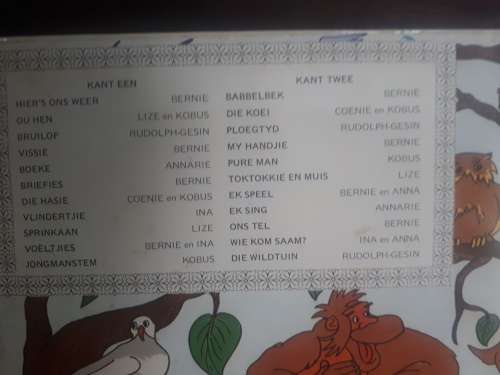 KANT EEN
HIER'S ONS WEER BERNIE
OU HEN LIZE en KOBUS
BRUILOF RUDOLPH-GESIN
VISSIE BERNIE
BOEKE ANNARIE
BRIEFIES BERNIE
DIE HASIE COENIE en KOBUS
VLINDERTJIE INA
SPRINKAAN LIZE
VOËLTJIES BERNIE en INA
JONGMANSTEM KOBUS
KANT TWEE
BABBELBEK BERNIE
DIE KOEI COENIE en KOBUS
PLOEGTYD RUDOLPH-GESIN
MY HANDJIE BERNIE
PURE MAN KOBUS
TOKTOKKIE EN MUIS LIZE
EK SPEEL BERNIE en ANNA
EK SING ANNARIE
ONS TEL BERNIE
WIE KOM SAAM? INA en ANNA
DIE WILDTUIN RUDOLPH-GESIN